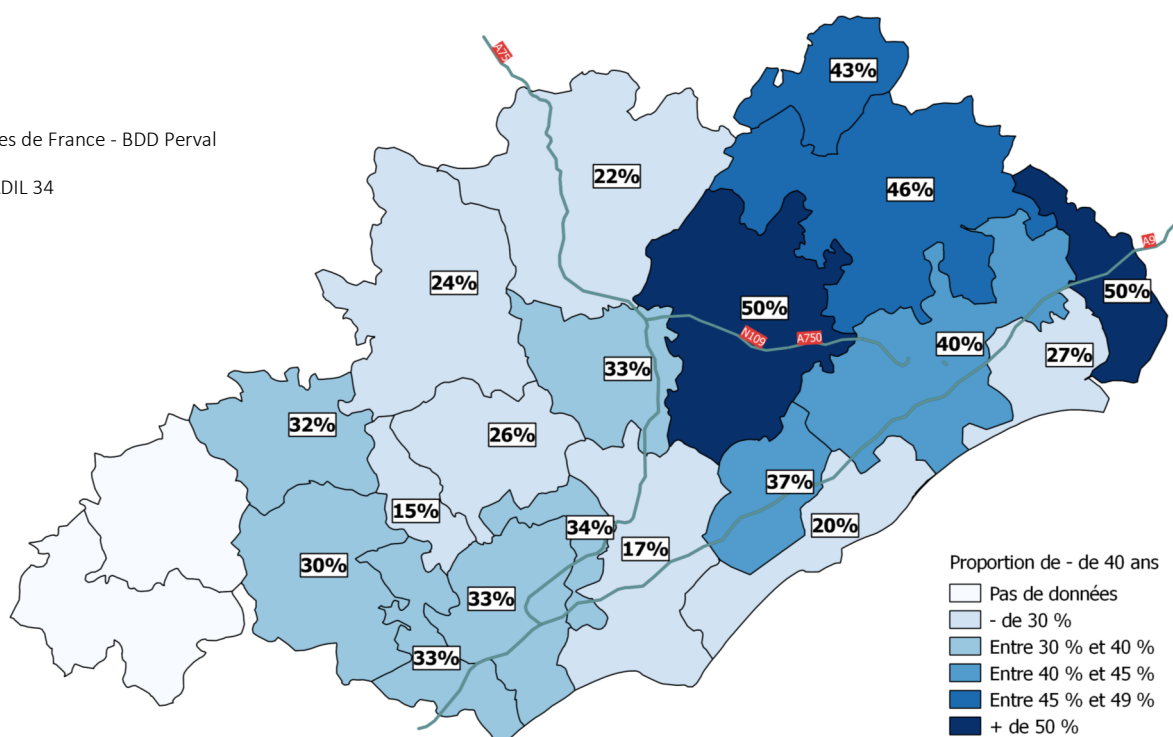 A75
43%
es de France - BDD Perval
22%
DIL 34
46%
A9
24%
50%
50%
N109
A750
40%
27%
33%
32%
26%
37%
15%
34%
20%
17%
30%
33%
33%
Proportion de - de 40 ans
Pas de données
- de 30 %
Entre 30 % et 40 %
Entre 40 % et 45 %
Entre 45 % et 49 %
+ de 50 %